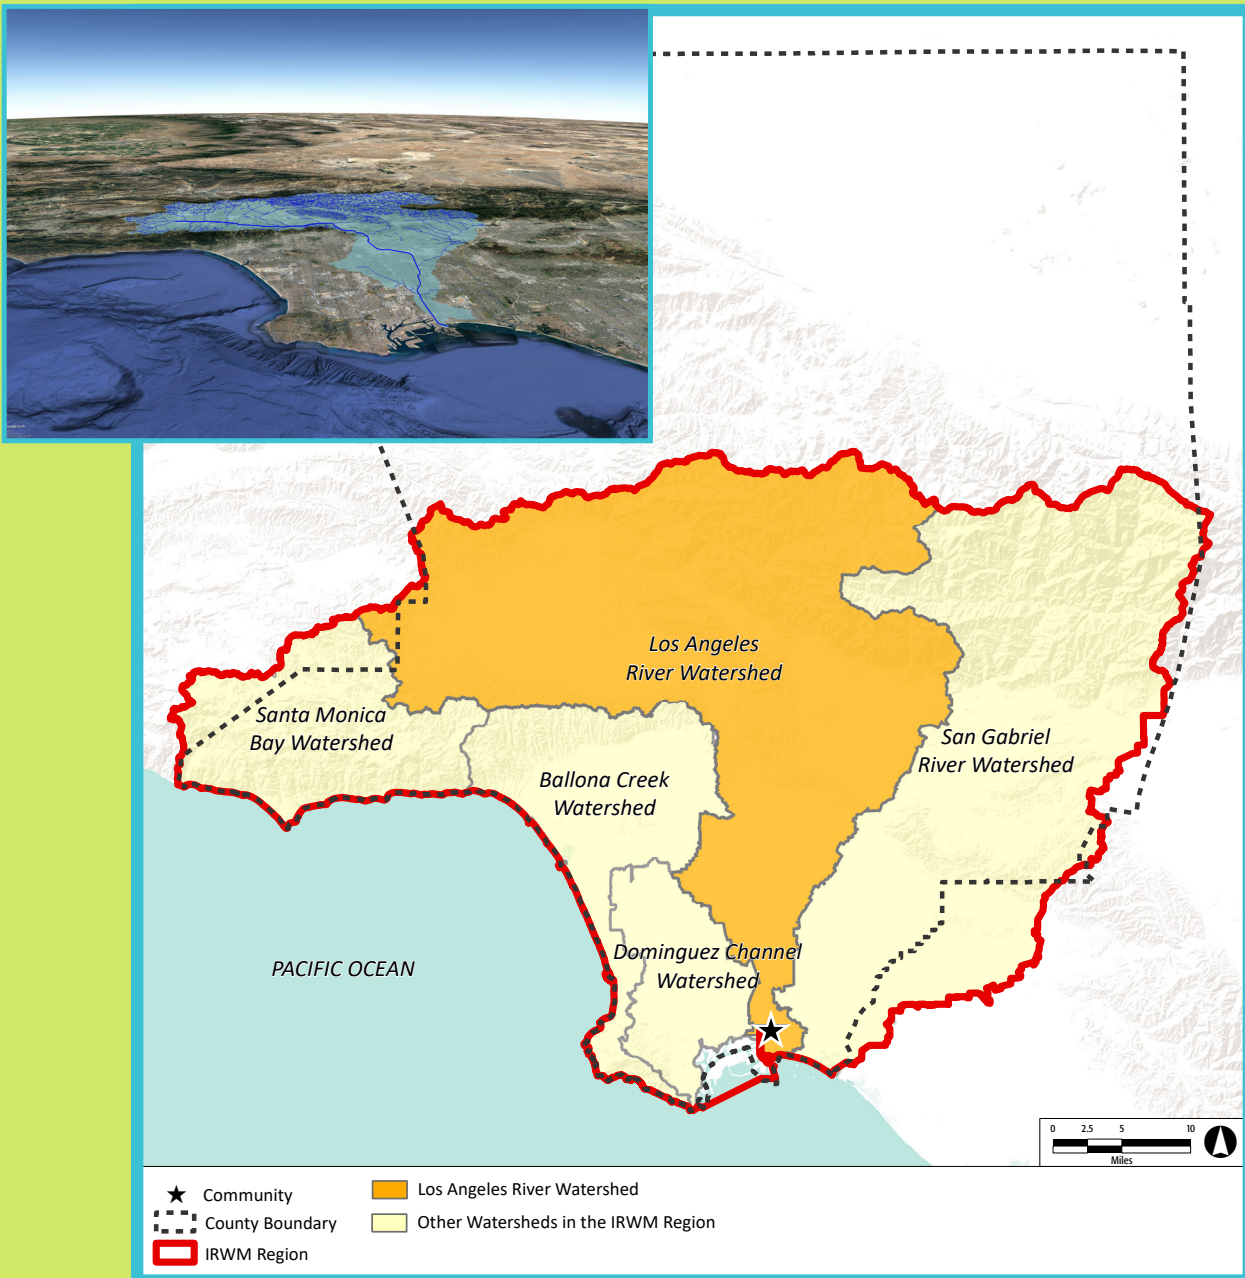 Los Angeles
River Watershed
Santa Monica
Bay Watershed
San Gabriel
River Watershed
Ballona Creek
Watershed
Dominguez Channel
Watershed
PACIFIC OCEAN
0 2.5 5 10
Miles
Community
County Boundary
IRWM Region
Los Angeles River Watershed
Other Watersheds in the IRWM Region